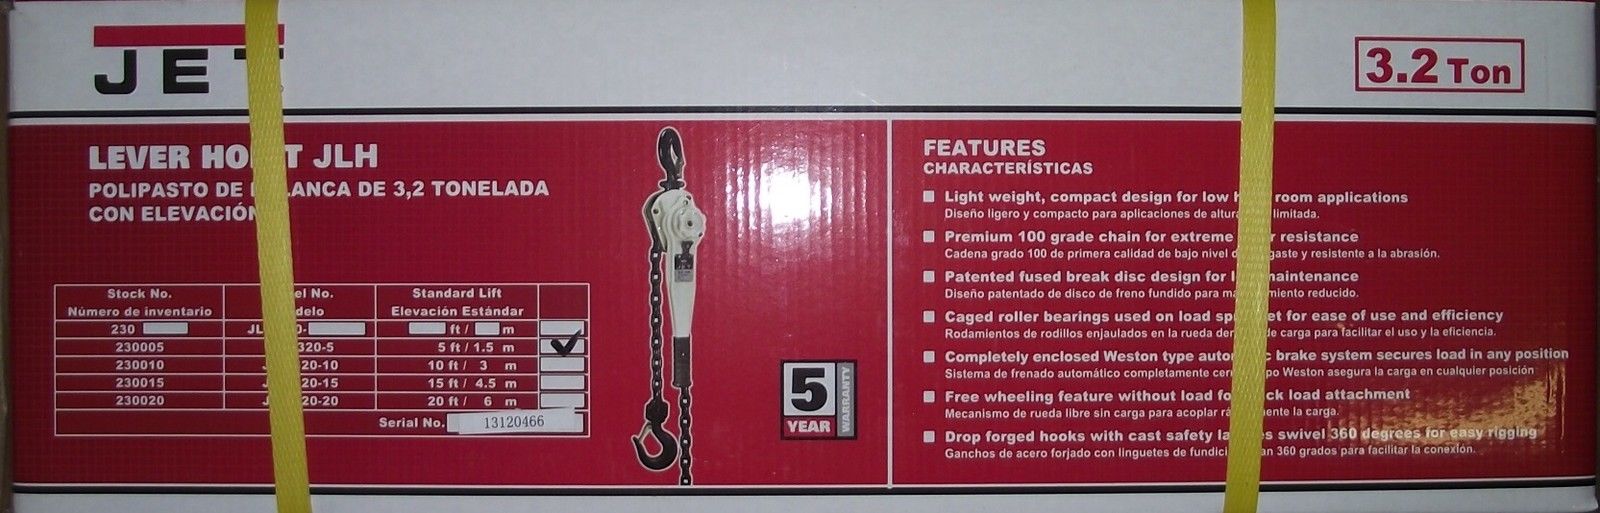 JET
3.2 Ton
LEVER HO T JLH
POLIPASTO DE LANCA DE 3,2 TONELADA
CON ELEVACIÓN
Stock No. el No. Standard Lift
Número de inventario delo Elevación Estándar
230 JL 0- ft / m
230005 320-5 5 ft / 1.5 m
230010 J 20-10 10 ft / 3 m
230015 J 20-15 15 ft / 4.5 m
230020 J 20-20 20 ft / 6 m
Serial No. 13120466
JET
5
YEAR
WARRANTY
FEATURES
CHARACTERÍSTICAS
Light weight, compact design for low h room applications
Diseño ligero y compacto para aplicaciones de altura limitada.
Premium 100 grade chain for extreme r resistance
Cadena grado 100 de primera calidad de bajo nivel d gaste y resistente a la abrasión.
Patented fused break disc design for l maintenance
Diseño patentado de disco de freno fundido para ma miento reducido.
Caged roller bearings used on load sp et for ease of use and efficiency
Rodamientos de rodillos enjaulados en la rueda de de carga para facilitar el uso y la eficiencia.
Completely enclosed Weston type auto c brake system secures load in any position
Sistema de frenado automático completamente cer po Weston asegura la carga en cualquier posición
Free wheeling feature without load fo ck load attachment
Mecanismo de rueda libre sin carga para acoplar rá ente la carga.
Drop forged hooks with cast safety la es swivel 360 degrees for easy rigging
Ganchos de acero forjado con linguetes de fundici an 360 grados para facilitar la conexión.